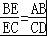 BE/EC = AB/CD